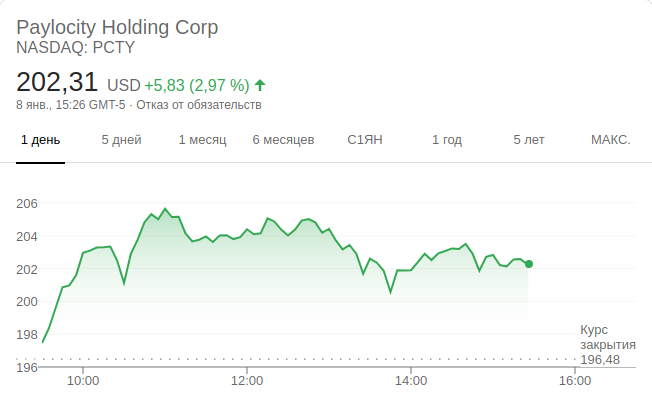 Paylocity Holding Corp
NASDAQ: PCTY
202,31 USD +5,83 (2,97 %)
8 янв., 15:26 GMT-5 · Отказ от обязательств
1 день 5 дней 1 месяц 6 месяцев С1ЯН 1 год 5 лет МАКС.
206
204
202
200
198
Курс
закрытия
196,48
196
10:00 12:00 14:00 16:00